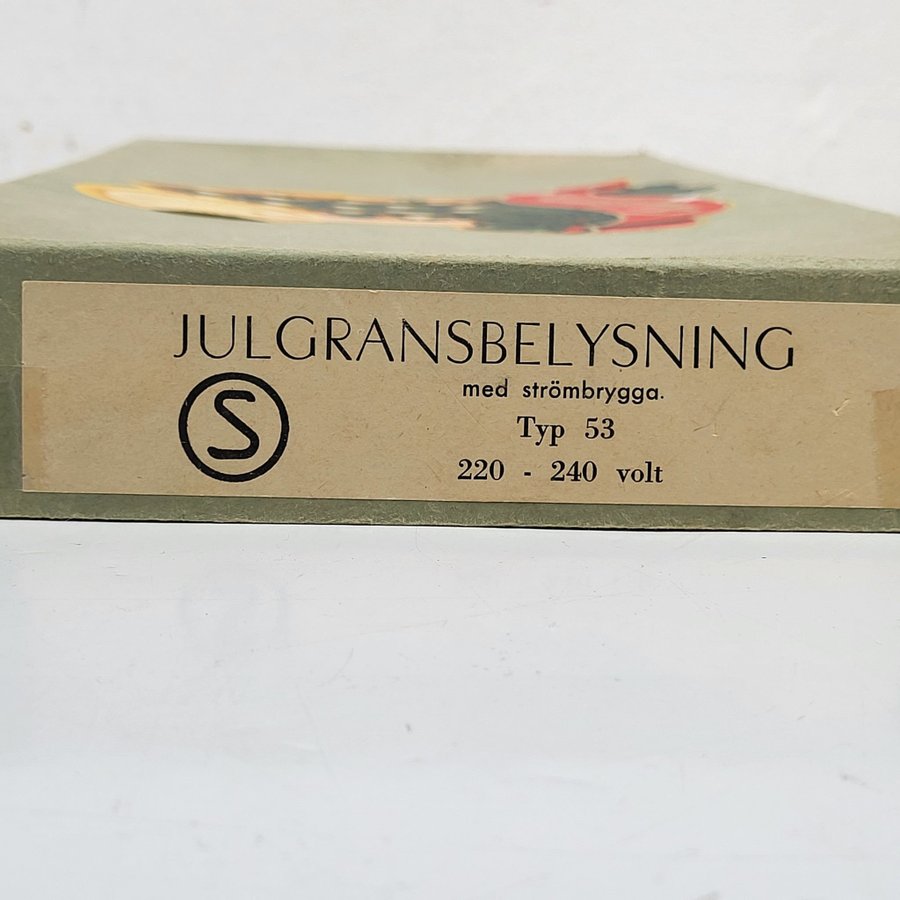 JULGRANSBELYSNING
med strömbrygga.
S
Typ 53
220 - 240 volt